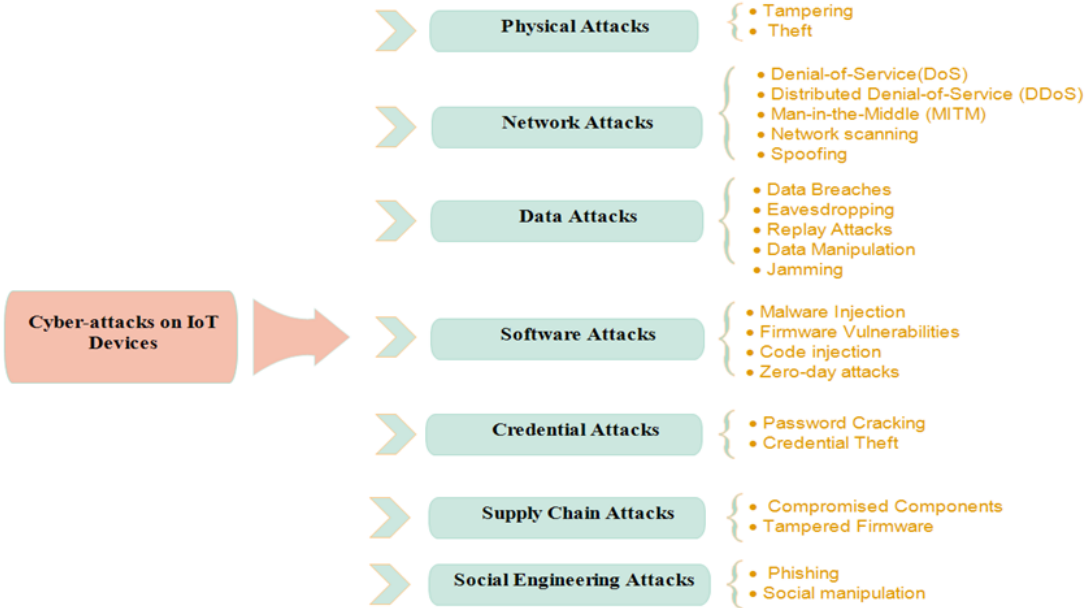 Physical Attacks
• Tampering
• Theft
Network Attacks
• Denial-of-Service(DoS)
• Distributed Denial-of-Service (DDoS)
• Man-in-the-Middle (MITM)
• Network scanning
• Spoofing
Data Attacks
• Data Breaches
• Eavesdropping
• Replay Attacks
• Data Manipulation
• Jamming
Cyber-attacks on IoT
Devices
Software Attacks
• Malware Injection
• Firmware Vulnerabilities
• Code injection
• Zero-day attacks
Credential Attacks
• Password Cracking
• Credential Theft
Supply Chain Attacks
• Compromised Components
• Tampered Firmware
Social Engineering Attacks
• Phishing
• Social manipulation